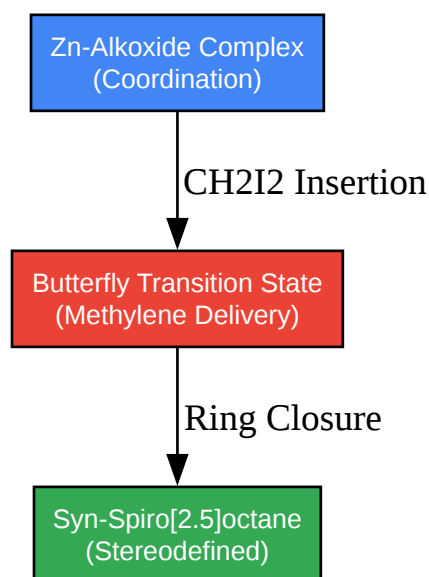 Zn-Alkoxide Complex
(Coordination)
CH2I2 Insertion
Butterfly Transition State
(Methylene Delivery)
Ring Closure
Syn-Spiro[2.5]octane
(Stereodefined)